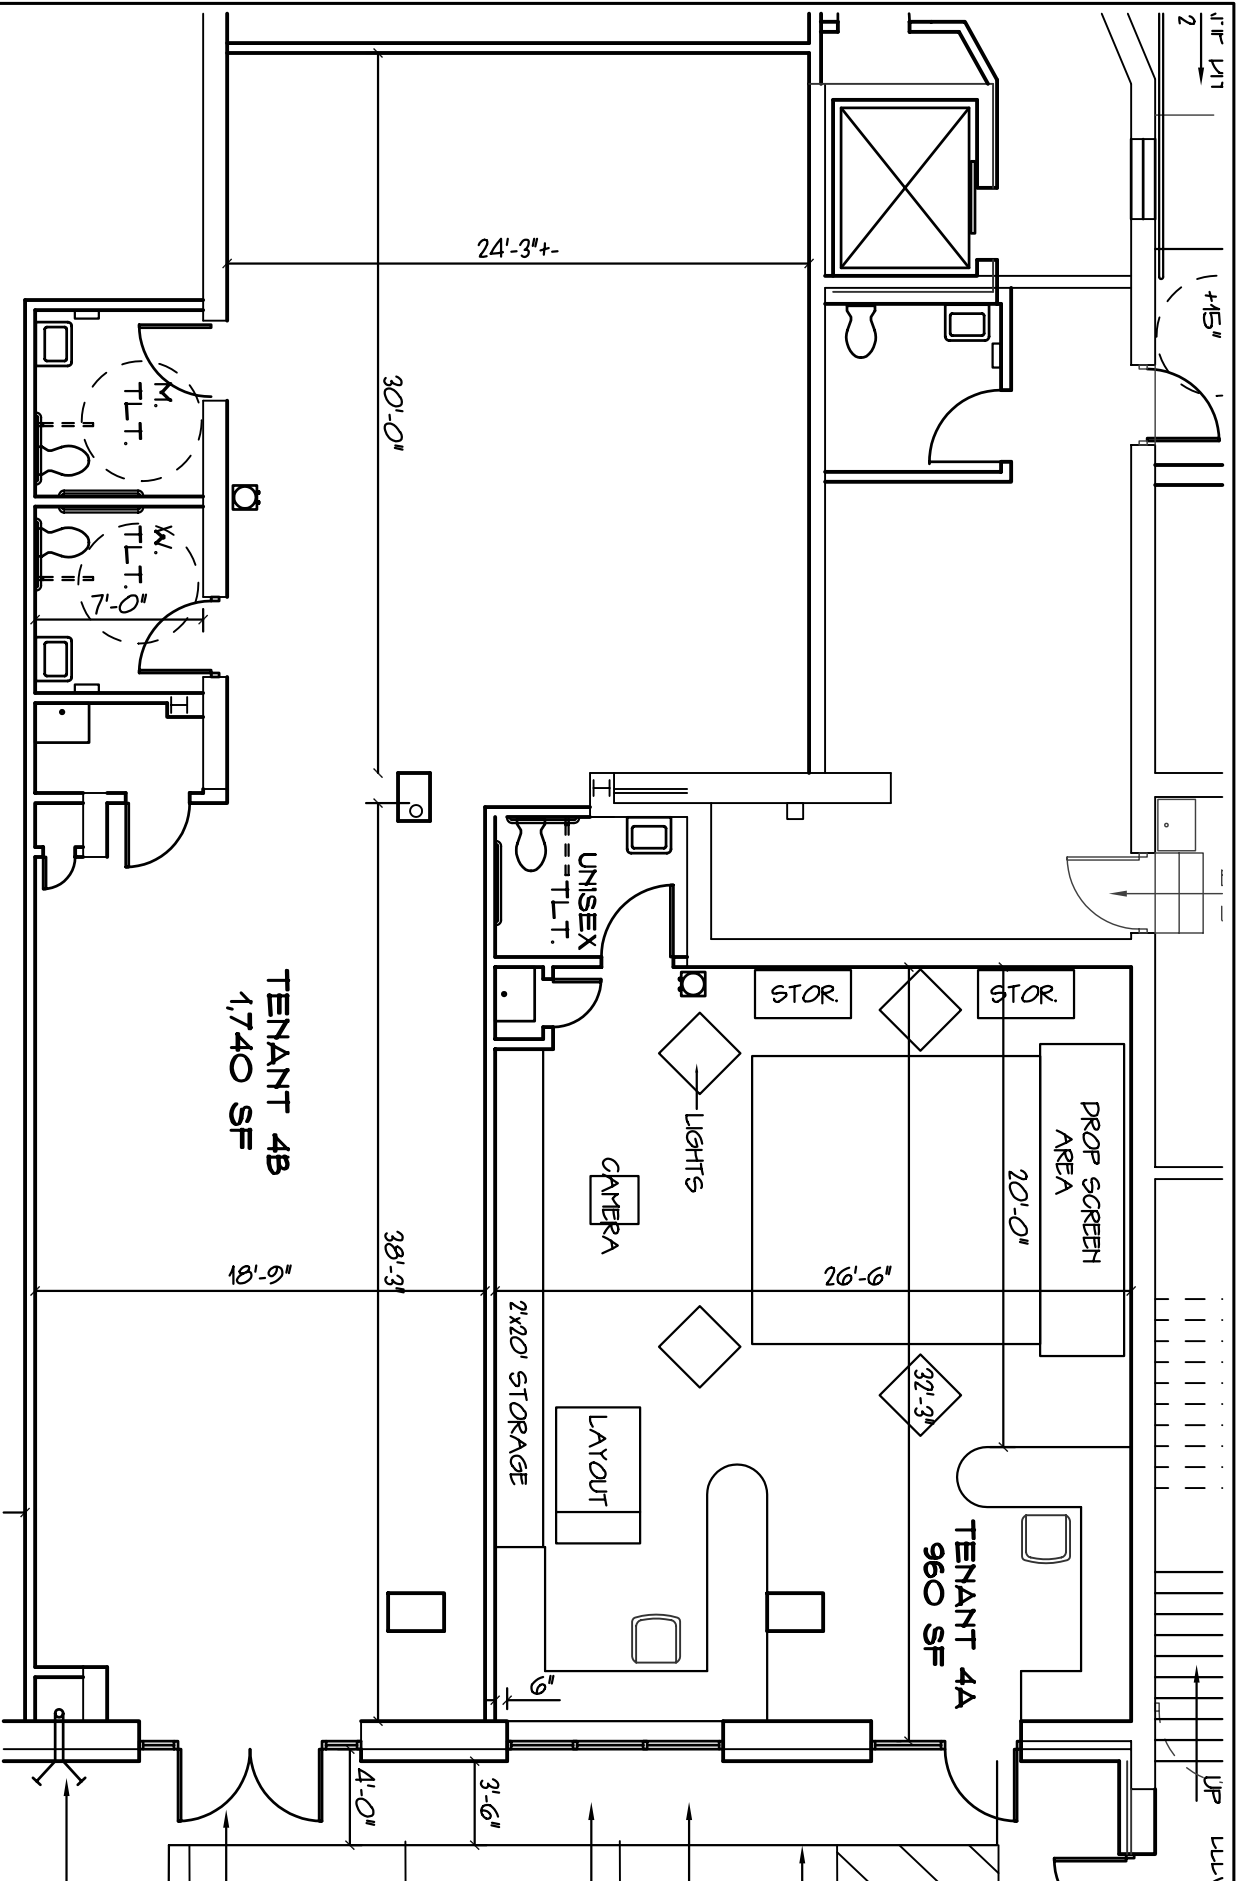 2
+15"
24'-3"+-
30'-0"
M.
TLT.
W.
TLT.
7'-0"
UNISEX
TLT.
STOR.
STOR.
TENANT 4B
1,740 SF
LIGHTS
CAMERA
DROP SCREEN
AREA
20'-0"
18'-9"
38'-3"
26'-6"
2'x20' STORAGE
32'-3"
LAYOUT
TENANT 4A
960 SF
6"
4'-0"
3'-6"
UP